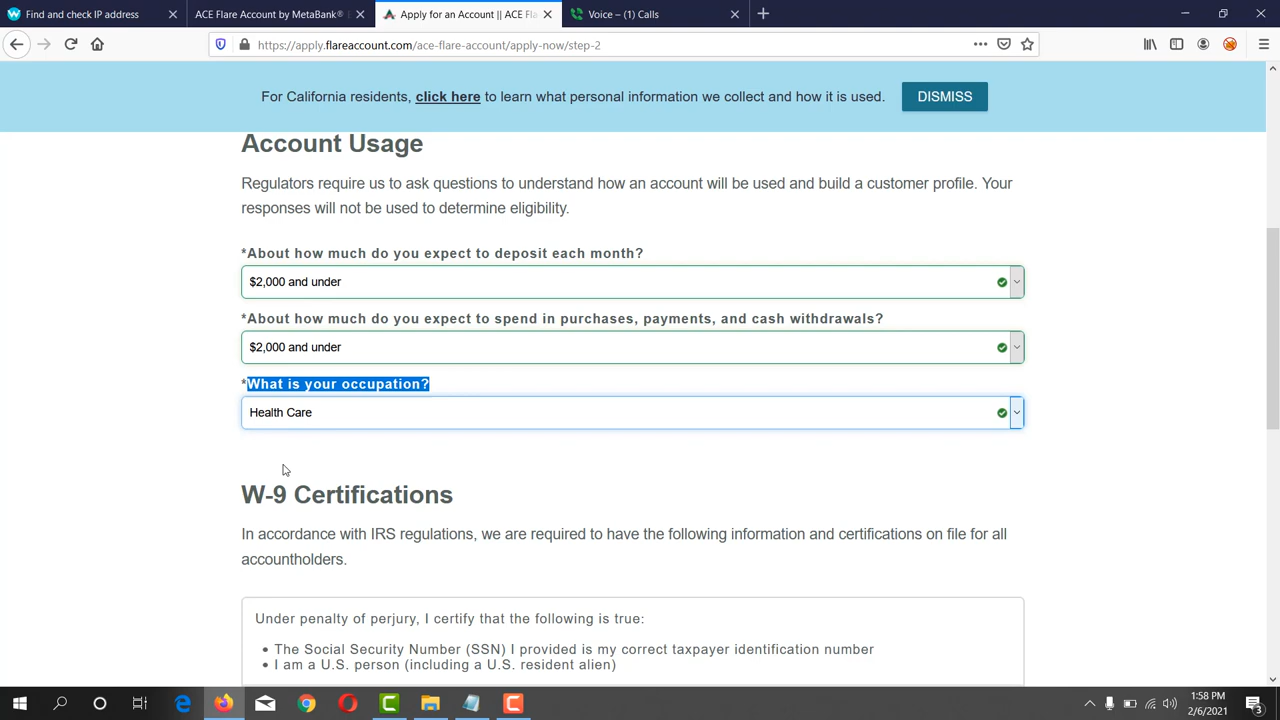 Find and check IP address
ACE Flare Account by MetaBank®
Apply for an Account || ACE Fl
Voice – (1) Calls
https://apply.flareaccount.com/ace-flare-account/apply-now/step-2
For California residents, click here to learn what personal information we collect and how it is used.
DISMISS
Account Usage
Regulators require us to ask questions to understand how an account will be used and build a customer profile. Your
responses will not be used to determine eligibility.
*About how much do you expect to deposit each month?
$2,000 and under
*About how much do you expect to spend in purchases, payments, and cash withdrawals?
$2,000 and under
*What is your occupation?
Health Care
W-9 Certifications
In accordance with IRS regulations, we are required to have the following information and certifications on file for all
accountholders.
Under penalty of perjury, I certify that the following is true:
• The Social Security Number (SSN) I provided is my correct taxpayer identification number
• I am a U.S. person (including a U.S. resident alien)
1:58 PM
2/6/2021
3